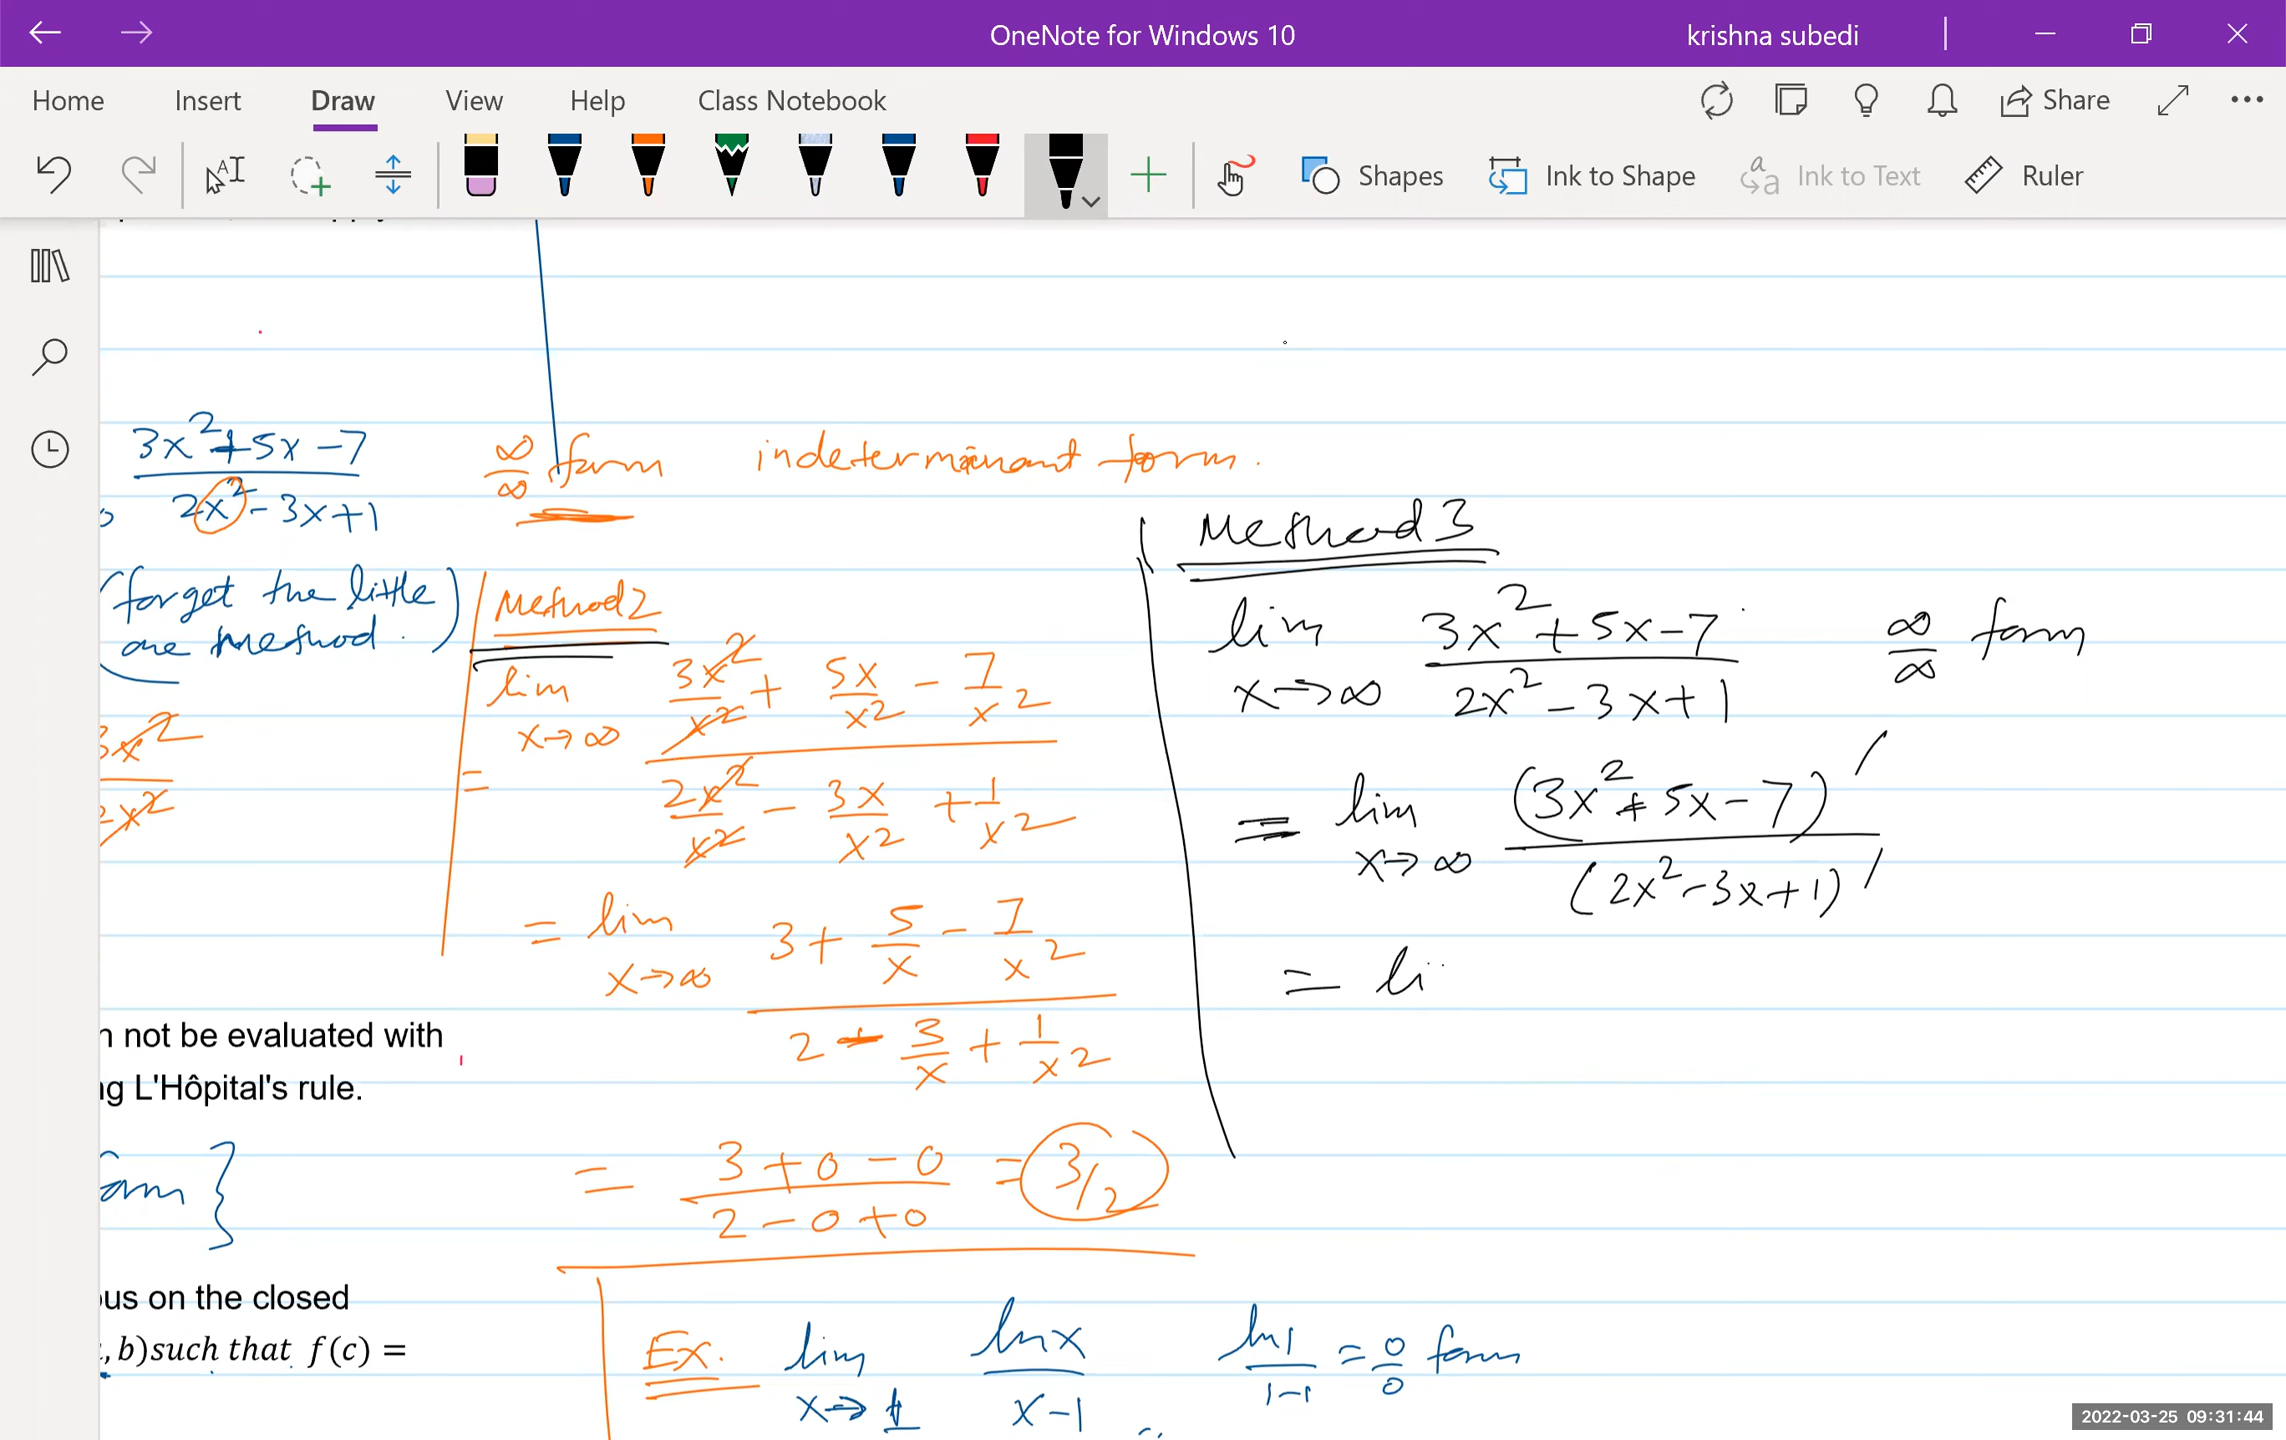 OneNote for Windows 10
krishna subedi
Home Insert Draw View Help Class Notebook
Share
Shapes Ink to Shape Ink to Text Ruler
3x²+5x-7
2x²-3x+1
∞/∞ form indeterminant form.
(forget the little)
one method.
3x²
2x²
Method 2
lim x→∞ 3x²/x² + 5x/x² - 7/x²
= 2x²/x² - 3x/x² + 1/x²
= lim x→∞ 3 + 5/x - 7/x²
2 - 3/x + 1/x²
= 3+0-0 / 2-0+0 = 3/2
Method 3
lim x→∞ 3x²+5x-7 / 2x²-3x+1 ∞/∞ form
= lim x→∞ (3x²+5x-7)' / (2x²-3x+1)'
= li
not be evaluated with
L'Hôpital's rule.
form }
on the closed
, b)such that f(c) =
Ex. lim x→1 lnx / x-1 ln1 / 1-1 = 0/0 form
2022-03-25 09:31:44